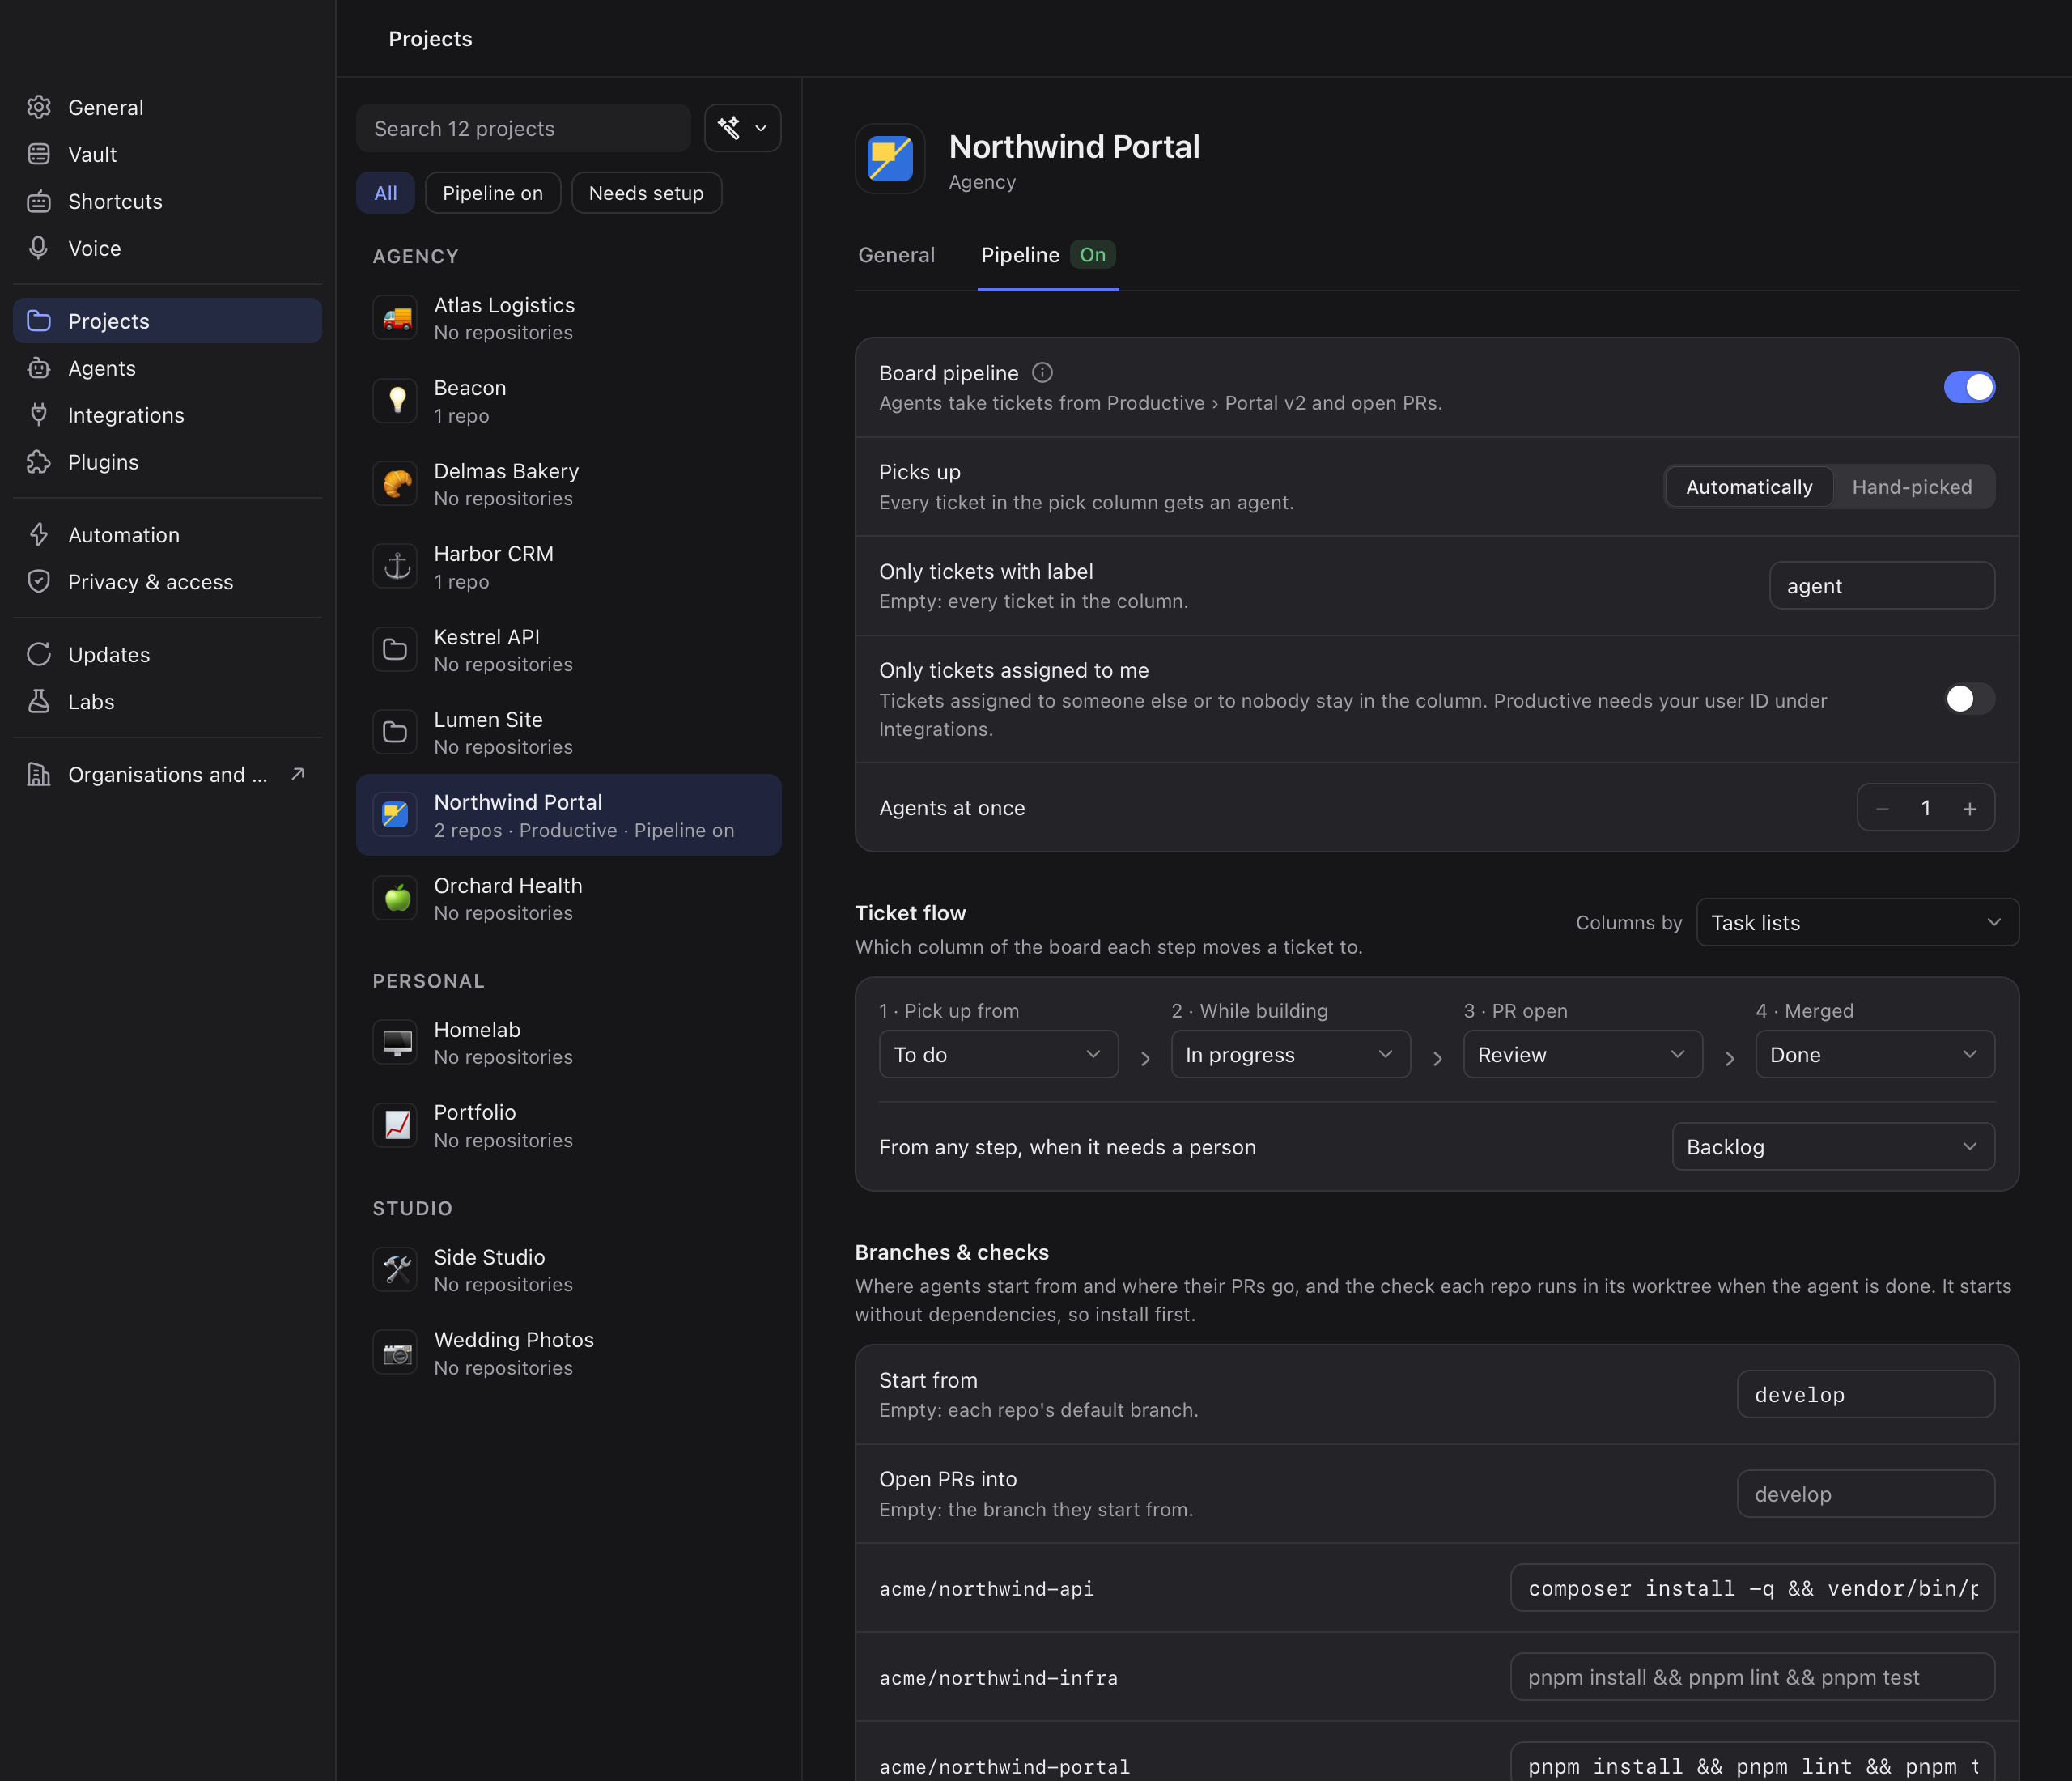 Projects
General
Vault
Shortcuts
Voice
Projects
Agents
Integrations
Plugins
Automation
Privacy & access
Updates
Labs
Organisations and ...
Search 12 projects
All
Pipeline on
Needs setup
AGENCY
Atlas Logistics
No repositories
Beacon
1 repo
Delmas Bakery
No repositories
Harbor CRM
1 repo
Kestrel API
No repositories
Lumen Site
No repositories
Northwind Portal
2 repos · Productive · Pipeline on
Orchard Health
No repositories
PERSONAL
Homelab
No repositories
Portfolio
No repositories
STUDIO
Side Studio
No repositories
Wedding Photos
No repositories
Northwind Portal
Agency
General
Pipeline On
Board pipeline
Agents take tickets from Productive › Portal v2 and open PRs.
Picks up
Every ticket in the pick column gets an agent.
Automatically
Hand-picked
Only tickets with label
Empty: every ticket in the column.
agent
Only tickets assigned to me
Tickets assigned to someone else or to nobody stay in the column. Productive needs your user ID under
Integrations.
Agents at once
− 1 +
Ticket flow
Which column of the board each step moves a ticket to.
Columns by
Task lists
1 · Pick up from
To do
2 · While building
In progress
3 · PR open
Review
4 · Merged
Done
From any step, when it needs a person
Backlog
Branches & checks
Where agents start from and where their PRs go, and the check each repo runs in its worktree when the agent is done. It starts
without dependencies, so install first.
Start from
Empty: each repo's default branch.
develop
Open PRs into
Empty: the branch they start from.
develop
acme/northwind-api
composer install -q && vendor/bin/p
acme/northwind-infra
pnpm install && pnpm lint && pnpm test
acme/northwind-portal
pnpm install && pnpm lint && pnpm t